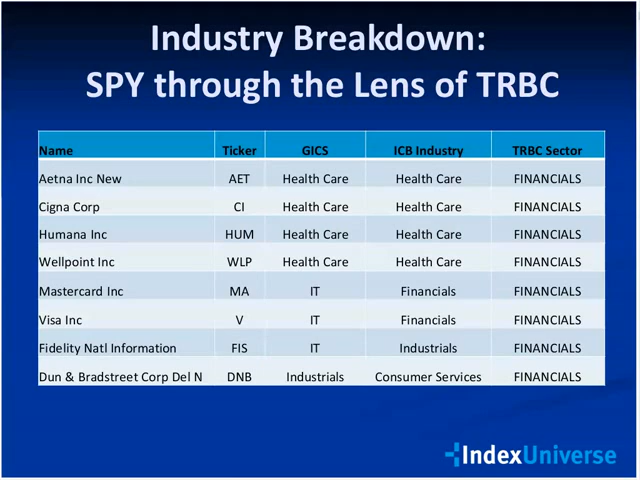 Industry Breakdown:
SPY through the Lens of TRBC
Name Ticker GICS ICB Industry TRBC Sector
Aetna Inc New AET Health Care Health Care FINANCIALS
Cigna Corp CI Health Care Health Care FINANCIALS
Humana Inc HUM Health Care Health Care FINANCIALS
Wellpoint Inc WLP Health Care Health Care FINANCIALS
Mastercard Inc MA IT Financials FINANCIALS
Visa Inc V IT Financials FINANCIALS
Fidelity Natl Information FIS IT Industrials FINANCIALS
Dun & Bradstreet Corp Del N DNB Industrials Consumer Services FINANCIALS
IndexUniverse